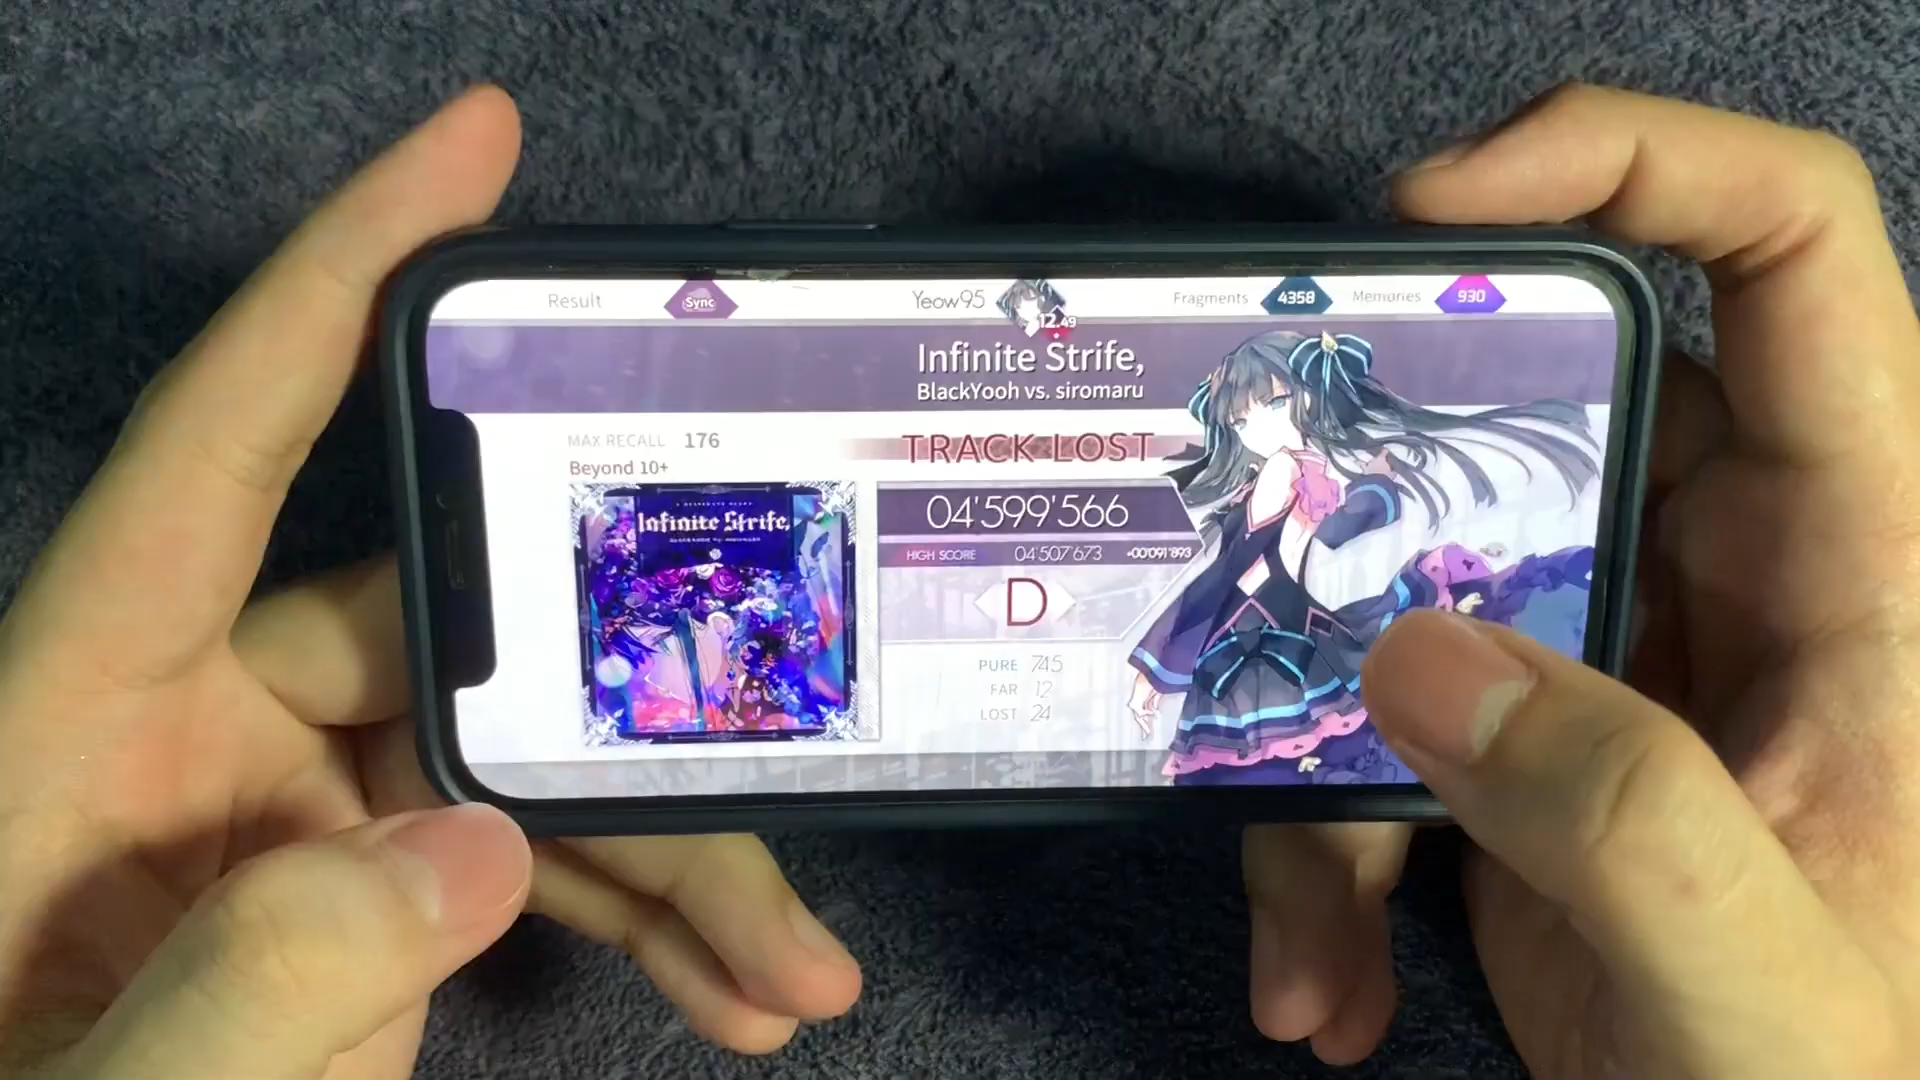 Result
Sync
Yeow95
12.49
Fragments 4358
Memories 930
Infinite Strife,
BlackYooh vs. siromaru
MAX RECALL 176
Beyond 10+
TRACK LOST
Infinite Strife,
04'599'566
HIGH SCORE 04'507'673 +00'091'893
D
PURE 745
FAR 12
LOST 24